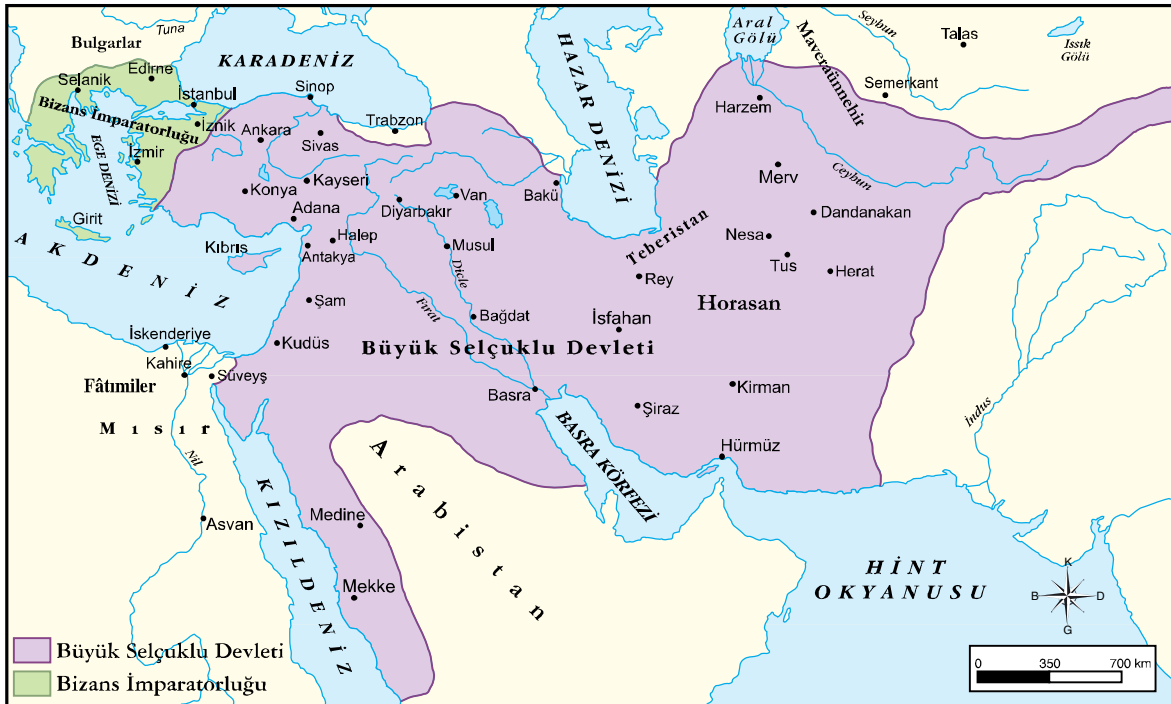 Tuna
Bulgarlar
KARADENİZ
Edirne
Selanik
İstanbul
Sinop
Bizans İmparatorluğu
İznik
Ankara
Sivas
Trabzon
EGE DENİZİ
İzmir
Konya
Kayseri
Diyarbakır
Van
Bakü
Adana
Girit
Kıbrıs
Antakya
Halep
Musul
AKDENİZ
Şam
Dicle
Fırat
Bağdat
İskenderiye
Kahire
Kudüs
Süveyş
Fâtımiler
Mısır
Nil
Asvan
HAZAR DENİZİ
Aral
Gölü
Seyhun
Maveraünnehir
Talas
Issık
Gölü
Semerkant
Harzem
Merv
Ceyhun
Dandanakan
Teberistan
Nesa
Tus
Herat
Rey
Horasan
İsfahan
Büyük Selçuklu Devleti
Basra
Şiraz
Kirman
Hürmüz
BASRA KÖRFEZİ
İndus
Arabistan
KIZILDENİZ
Medine
Mekke
HİNT
OKYANUSU
K
B
D
G
0 350 700 km
Büyük Selçuklu Devleti
Bizans İmparatorluğu